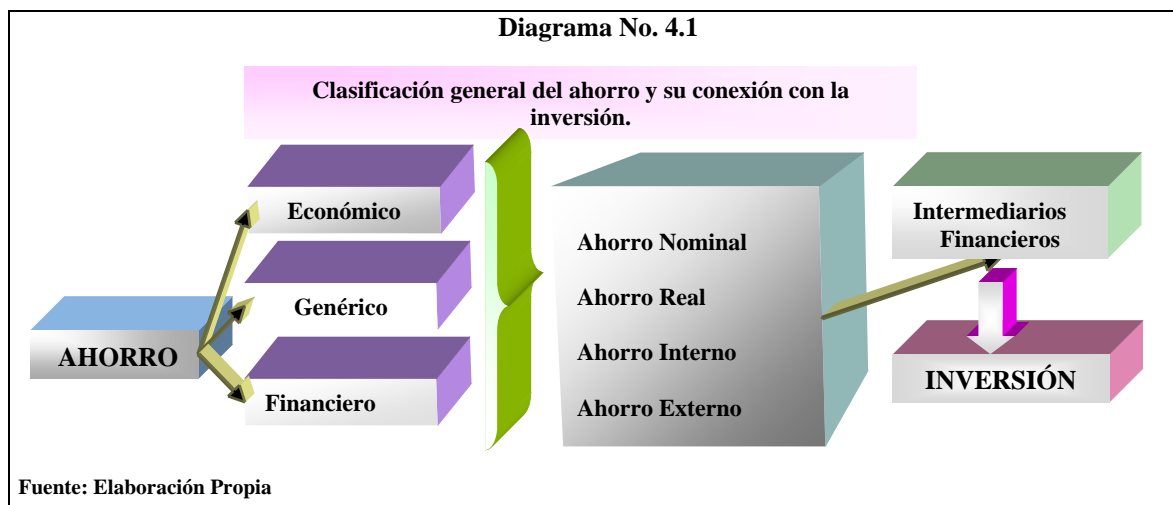 Diagrama No. 4.1
Clasificación general del ahorro y su conexión con la
inversión.
AHORRO
Económico
Genérico
Financiero
Ahorro Nominal
Ahorro Real
Ahorro Interno
Ahorro Externo
Intermediarios
Financieros
INVERSIÓN
Fuente: Elaboración Propia